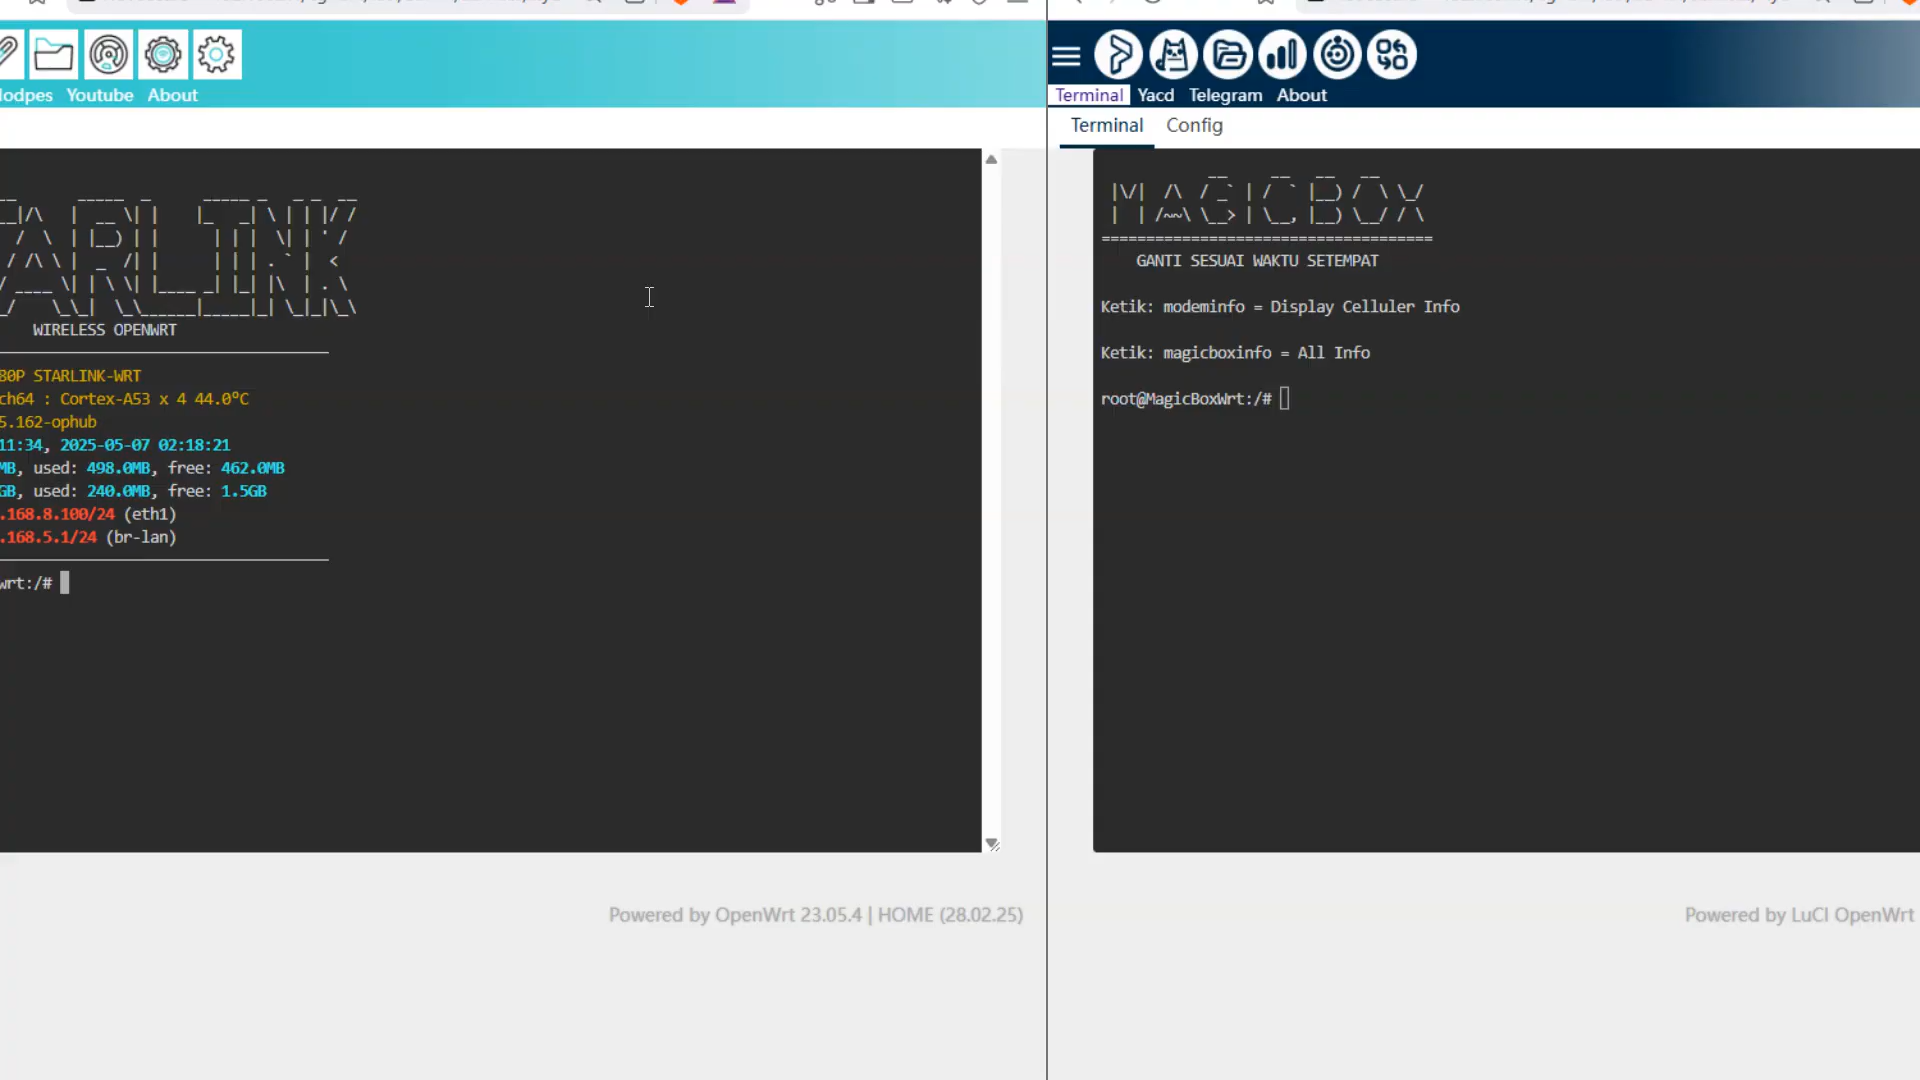 Youtube About
WIRELESS OPENWRT
80P STARLINK-WRT
ch64 : Cortex-A53 x 4 44.0°C
5.162-ophub
11:34, 2025-05-07 02:18:21
MB, used: 498.0MB, free: 462.0MB
GB, used: 240.0MB, free: 1.5GB
.168.8.100/24 (eth1)
.168.5.1/24 (br-lan)
wrt:/#
Powered by OpenWrt 23.05.4 | HOME (28.02.25)
Terminal Yacd Telegram About
Terminal Config
MAGICBOX
=====================================
GANTI SESUAI WAKTU SETEMPAT
Ketik: modeminfo = Display Celluler Info
Ketik: magicboxinfo = All Info
root@MagicBoxWrt:/#
Powered by LuCI OpenWrt